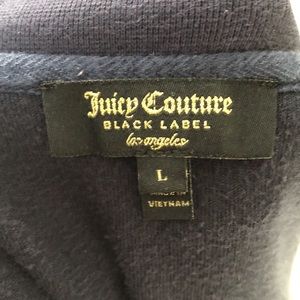 Juicy Couture
BLACK LABEL
los angeles
L
MADE IN
VIETNAM